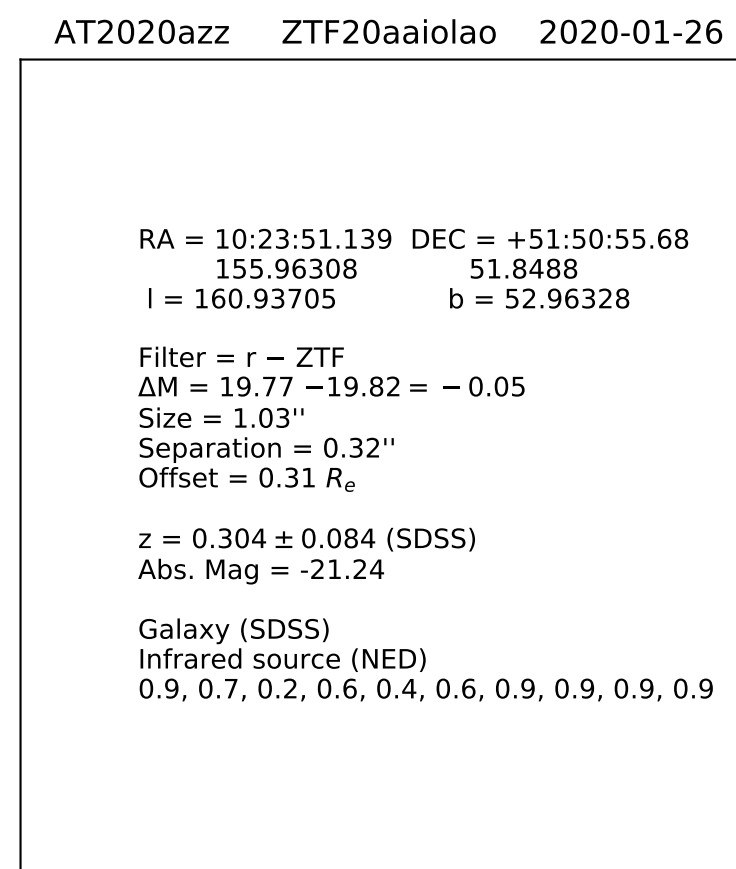 AT2020azz ZTF20aaiolao 2020-01-26
RA = 10:23:51.139 DEC = +51:50:55.68
155.96308 51.8488
l = 160.93705 b = 52.96328
Filter = r − ZTF
ΔM = 19.77 −19.82 = − 0.05
Size = 1.03''
Separation = 0.32''
Offset = 0.31 Re
z = 0.304 ± 0.084 (SDSS)
Abs. Mag = -21.24
Galaxy (SDSS)
Infrared source (NED)
0.9, 0.7, 0.2, 0.6, 0.4, 0.6, 0.9, 0.9, 0.9, 0.9